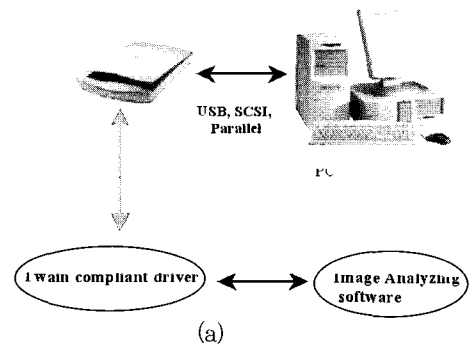 USB, SCSI,
Parallel
PC
Twain compliant driver
Image Analyzing
software
(a)